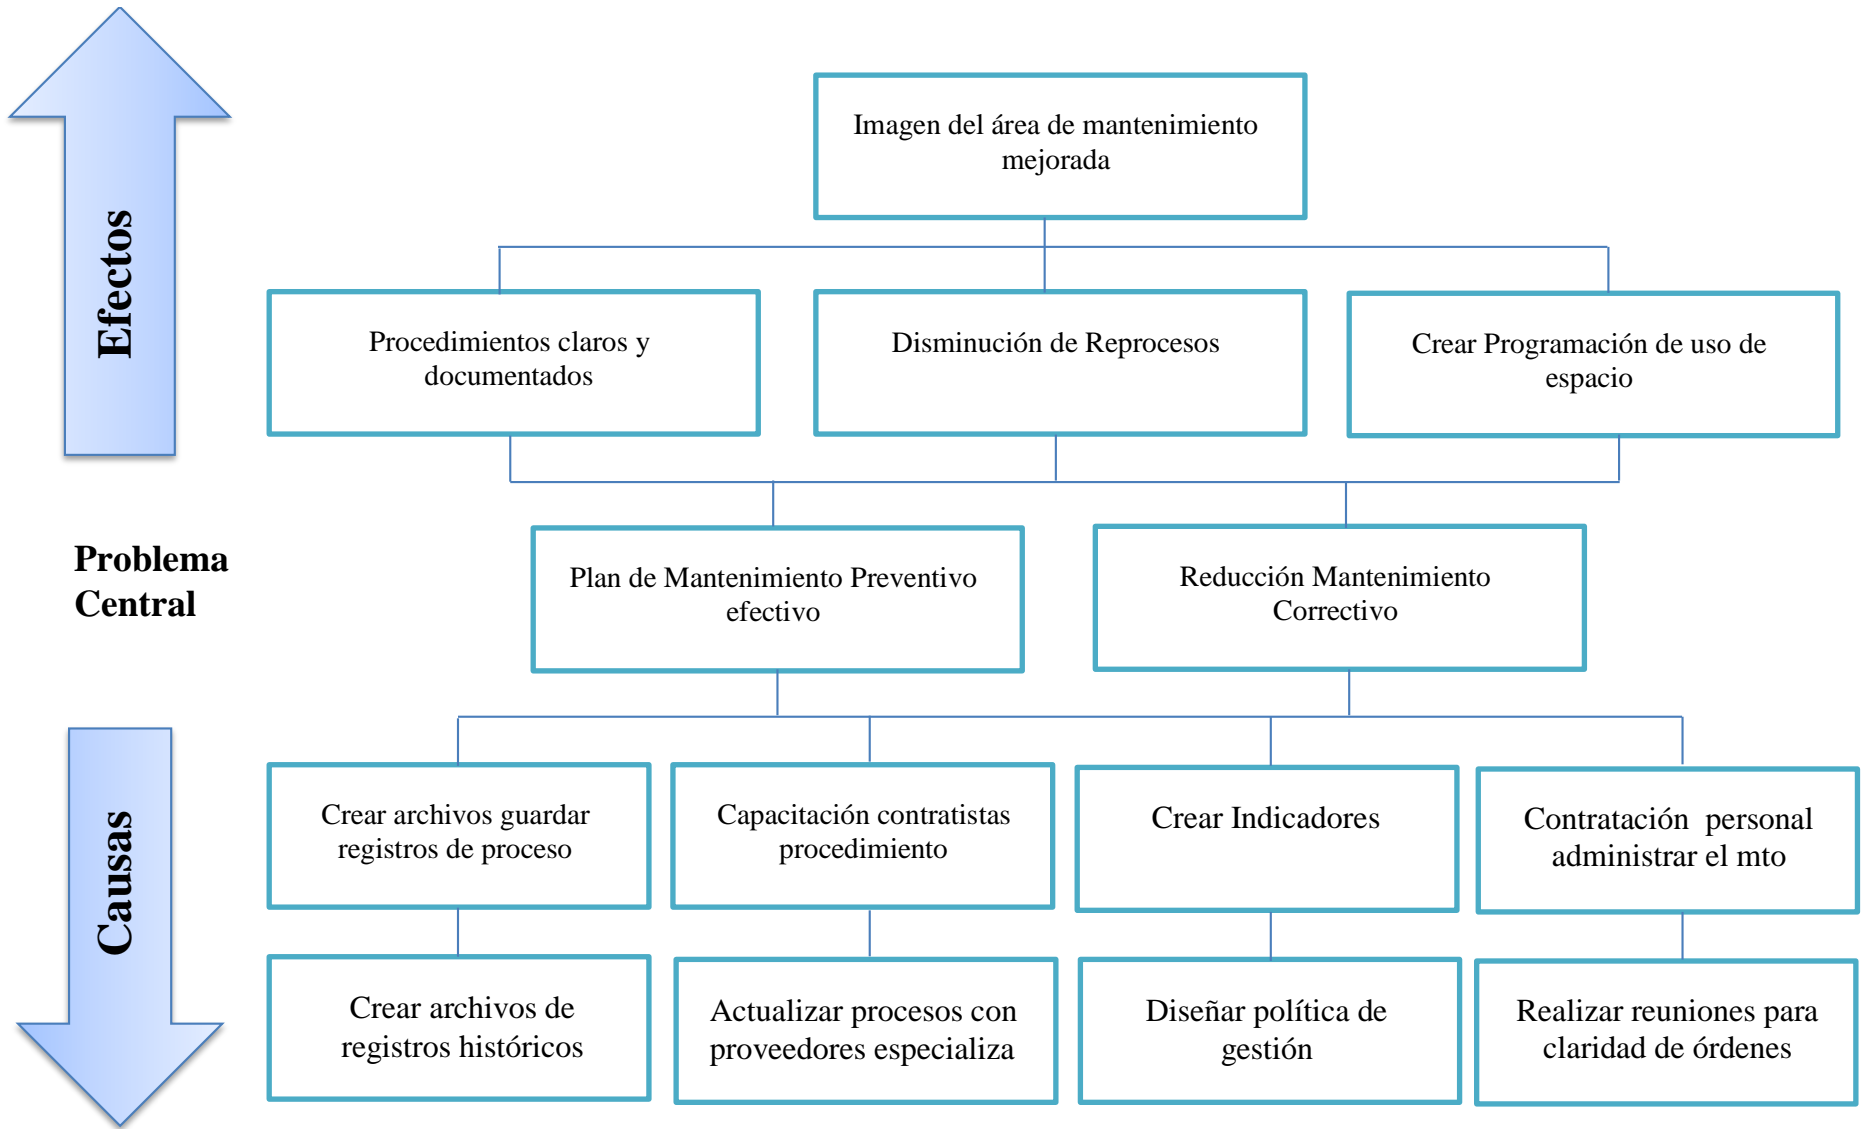 Efectos
Imagen del área de mantenimiento
mejorada
Procedimientos claros y
documentados
Disminución de Reprocesos
Crear Programación de uso de
espacio
Problema
Central
Plan de Mantenimiento Preventivo
efectivo
Reducción Mantenimiento
Correctivo
Causas
Crear archivos guardar
registros de proceso
Capacitación contratistas
procedimiento
Crear Indicadores
Contratación  personal
administrar el mto
Crear archivos de
registros históricos
Actualizar procesos con
proveedores especializa
Diseñar política de
gestión
Realizar reuniones para
claridad de órdenes